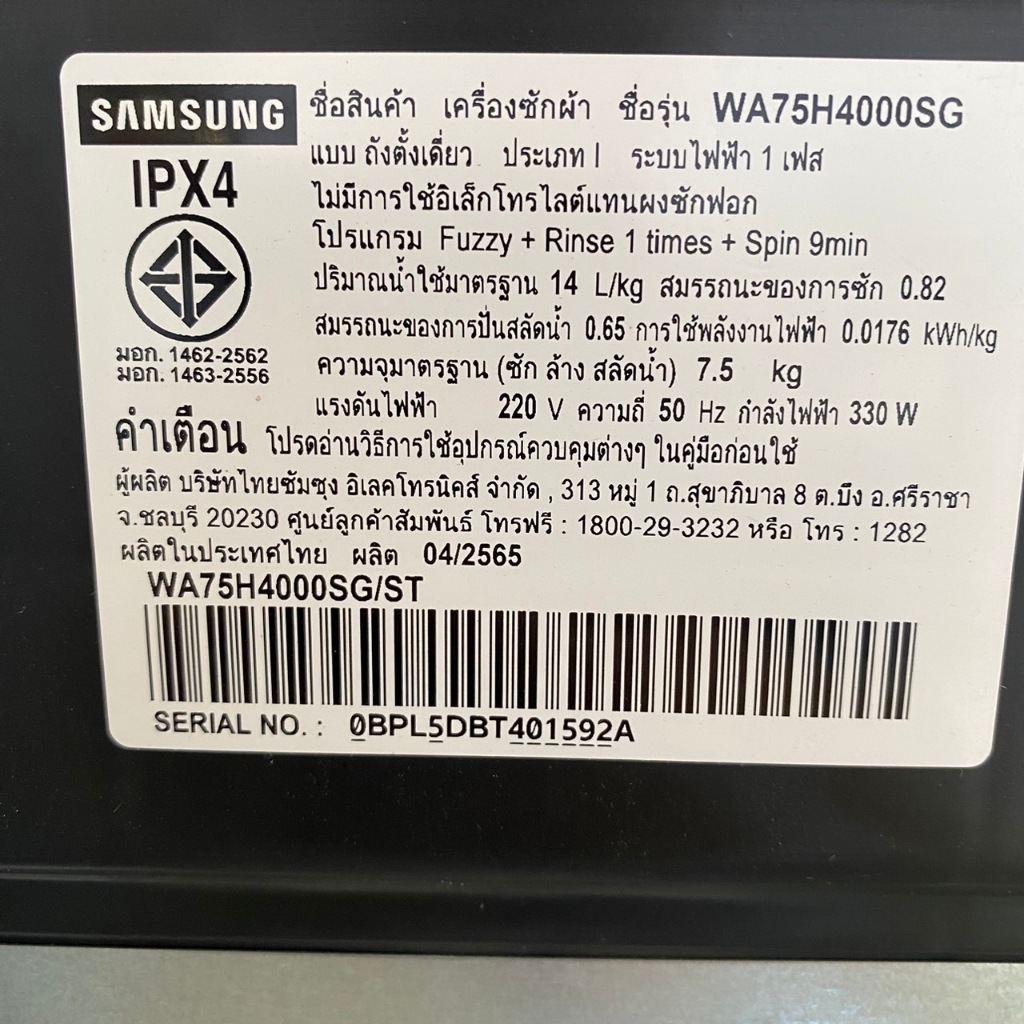 SAMSUNG
ชื่อสินค้า เครื่องซักผ้า ชื่อรุ่น WA75H4000SG
IPX4
แบบ ถังตั้งเดี่ยว ประเภท I ระบบไฟฟ้า 1 เฟส
ไม่มีการใช้อิเล็กโทรไลต์แทนผงซักฟอก
โปรแกรม Fuzzy + Rinse 1 times + Spin 9min
ปริมาณน้ำใช้มาตรฐาน 14 L/kg สมรรถนะของการซัก 0.82
สมรรถนะของการปั่นสลัดน้ำ 0.65 การใช้พลังงานไฟฟ้า 0.0176 kWh/kg
มอก. 1462-2562
มอก. 1463-2556
ความจุมาตรฐาน (ซัก ล้าง สลัดน้ำ) 7.5 kg
แรงดันไฟฟ้า 220 V ความถี่ 50 Hz กำลังไฟฟ้า 330 W
คำเตือน โปรดอ่านวิธีการใช้อุปกรณ์ควบคุมต่างๆ ในคู่มือก่อนใช้
ผู้ผลิต บริษัทไทยซัมซุง อิเลคโทรนิคส์ จำกัด , 313 หมู่ 1 ถ.สุขาภิบาล 8 ต.บึง อ.ศรีราชา
จ.ชลบุรี 20230 ศูนย์ลูกค้าสัมพันธ์ โทรฟรี : 1800-29-3232 หรือ โทร : 1282
ผลิตในประเทศไทย ผลิต 04/2565
WA75H4000SG/ST
SERIAL NO. : 0BPL5DBT401592A